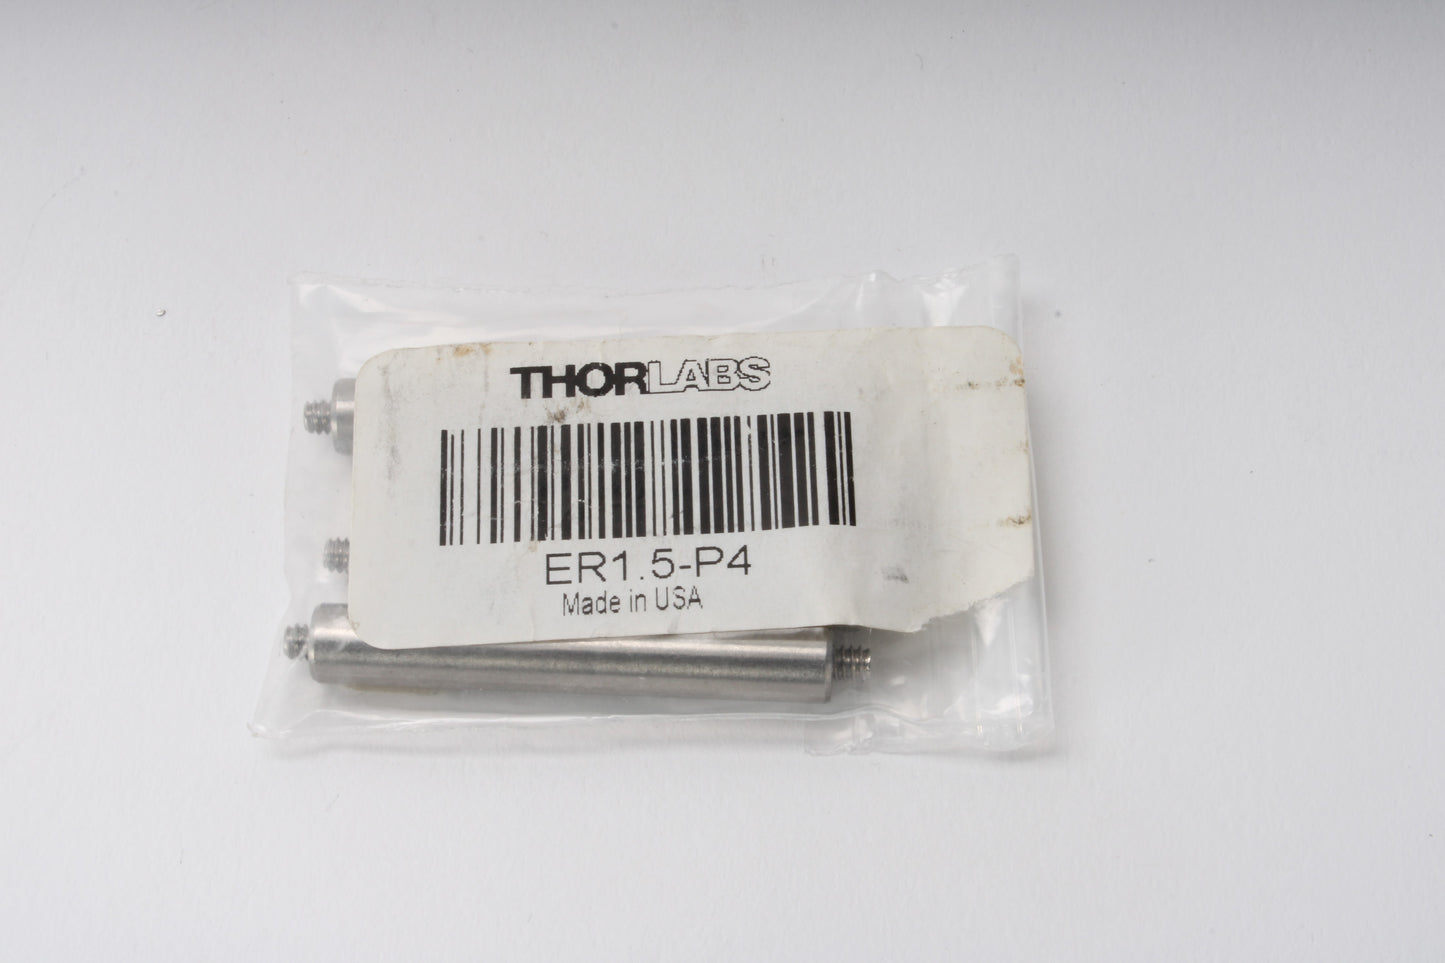 THORLABS
ER1.5-P4
Made in USA